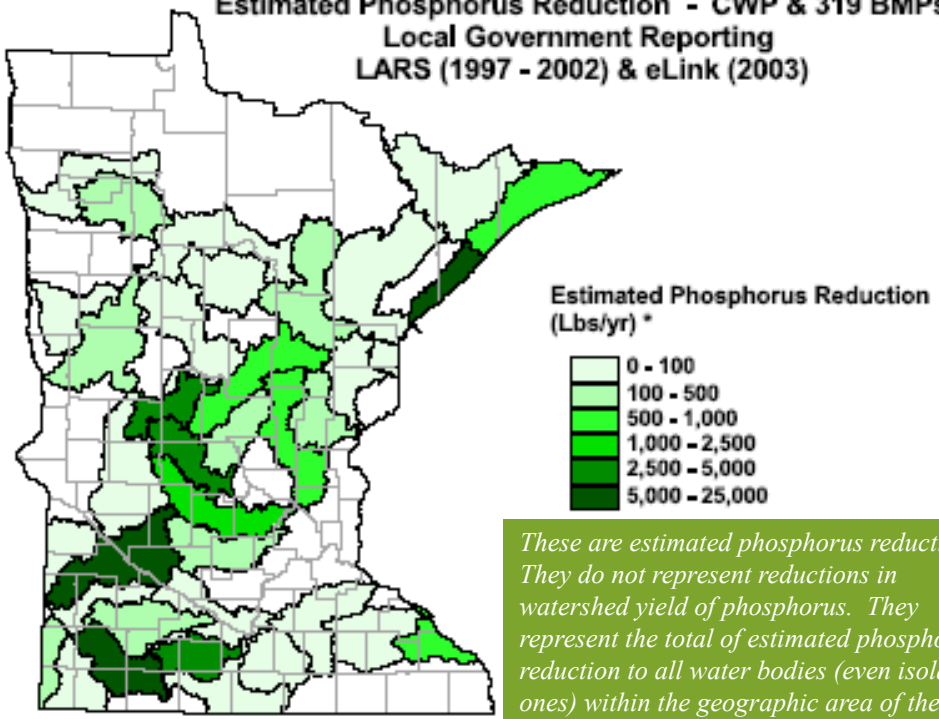 Estimated Phosphorus Reduction - CWP & 319 BMPs
Local Government Reporting
LARS (1997 - 2002) & eLink (2003)
Estimated Phosphorus Reduction
(Lbs/yr) *
0 - 100
100 - 500
500 - 1,000
1,000 - 2,500
2,500 - 5,000
5,000 - 25,000
These are estimated phosphorus
They do not represent reductions in
watershed yield of phosphorus. They
represent the total of estimated
reduction to all water bodies (even
ones) within the geographic area of the